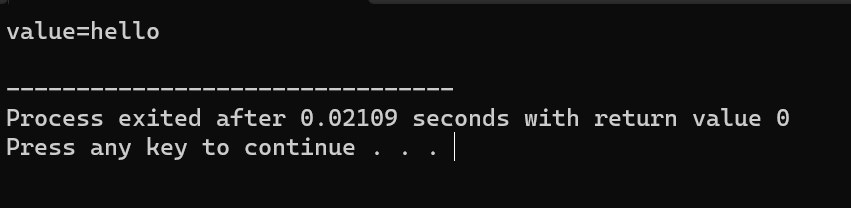 value=hello
--------------------------------
Process exited after 0.02109 seconds with return value 0
Press any key to continue . . .